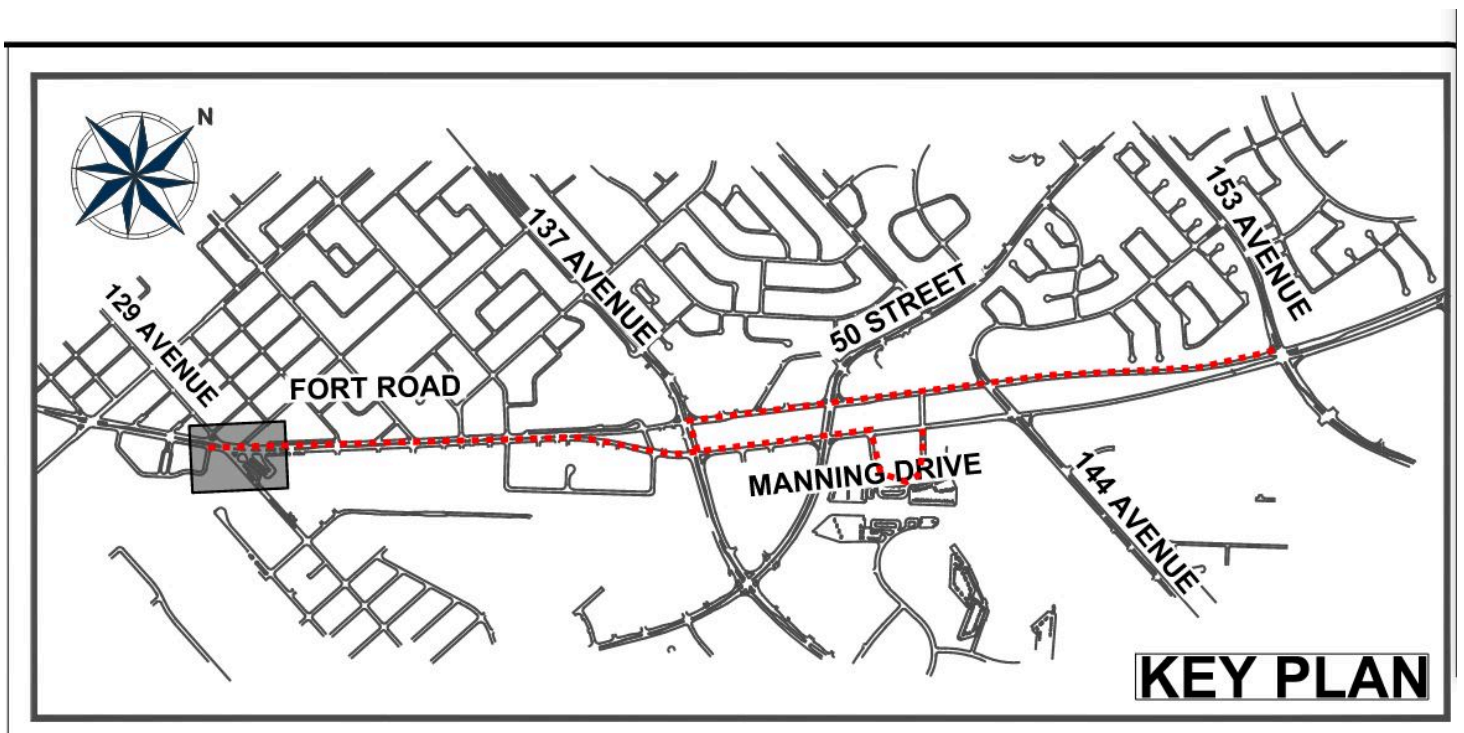 N
153 AVENUE
137 AVENUE
50 STREET
129 AVENUE
FORT ROAD
MANNING DRIVE
144 AVENUE
KEY PLAN